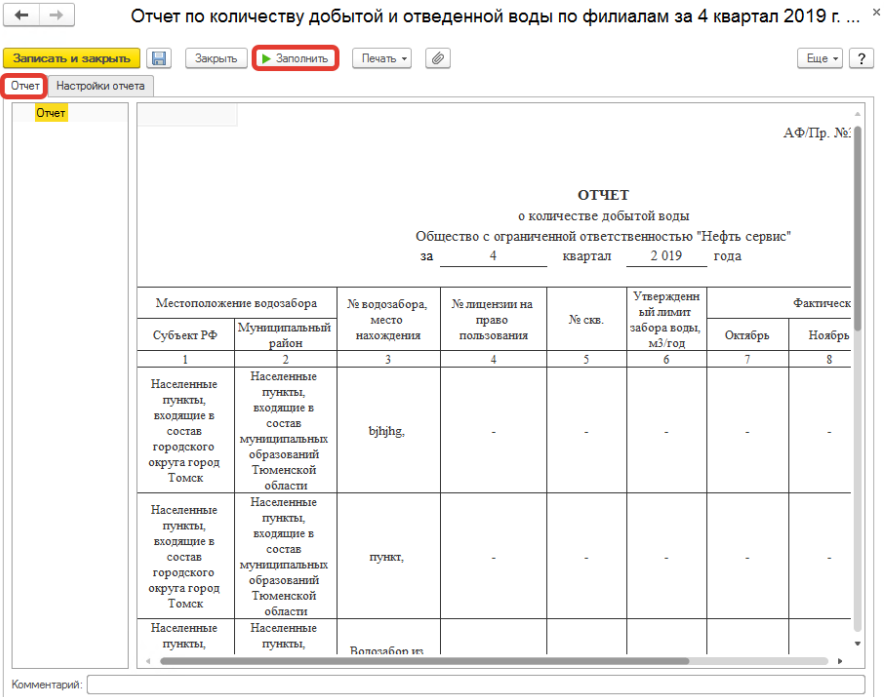 Отчет по количеству добытой и отведенной воды по филиалам за 4 квартал 2019 г. ...
Записать и закрыть Закрыть Заполнить Печать Еще ?
Отчет Настройки отчета
Отчет
АФ/Пр. №
ОТЧЕТ
о количестве добытой воды
Общество с ограниченной ответственностью "Нефть сервис"
за 4 квартал 2 019 года
Местоположение водозабора
Субъект РФ
Муниципальный
район
№ водозабора,
место
нахождения
№ лицензии на
право
пользования
№ скв.
Утвержденн
ый лимит
забора воды,
м3/год
Фактическ
Октябрь
Ноябрь
1 2 3 4 5 6 7 8
Населенные
пункты,
входящие в
состав
городского
округа город
Томск
Населенные
пункты,
входящие в
состав
муниципальных
образований
Тюменской
области
bjhjhg,
- - - - -
Населенные
пункты,
входящие в
состав
городского
округа город
Томск
Населенные
пункты,
входящие в
состав
муниципальных
образований
Тюменской
области
пункт,
- - - - -
Населенные
пункты,
Населенные
пункты,
Водозабор из
Комментарий: